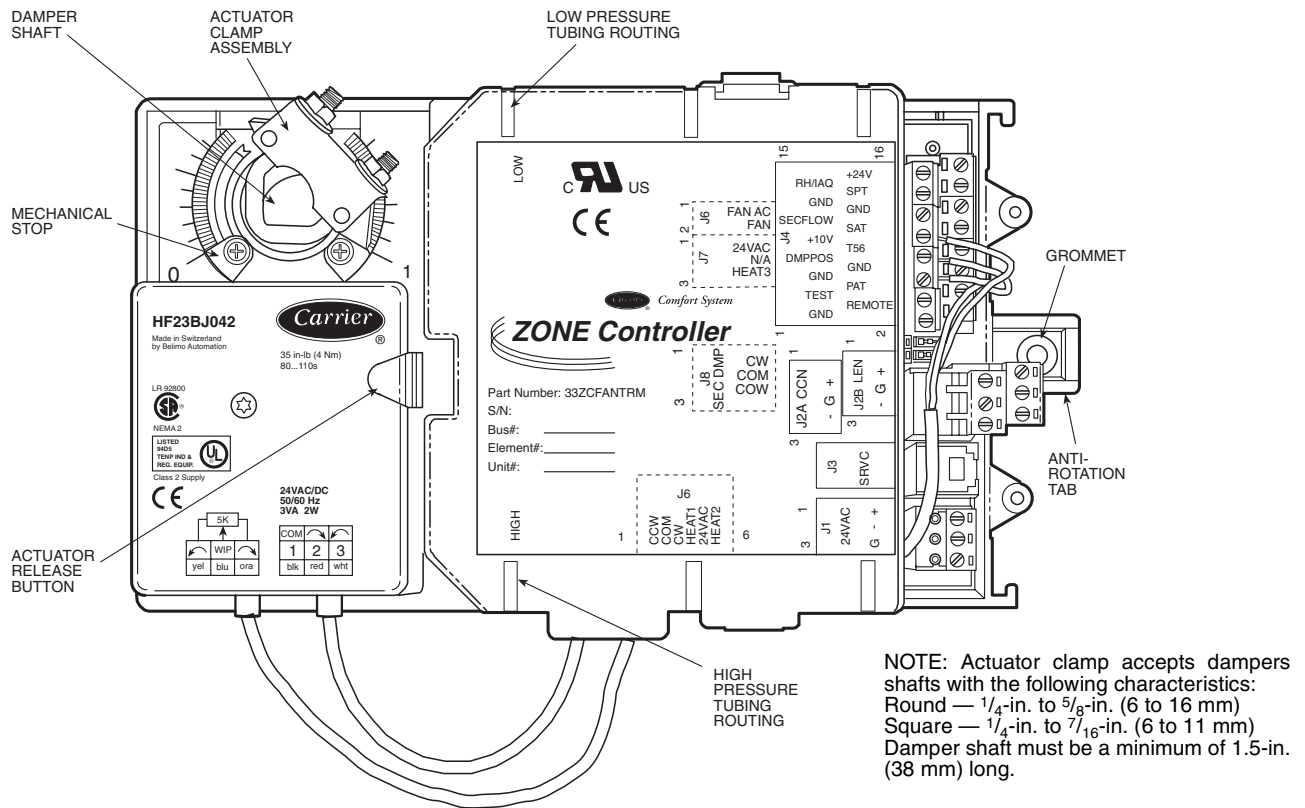 DAMPER
SHAFT
ACTUATOR
CLAMP
ASSEMBLY
LOW PRESSURE
TUBING ROUTING
MECHANICAL
STOP
0
1
HF23BJ042
Made in Switzerland
by Belimo Automation
Carrier
®
35 in-lb (4 Nm)
80...110s
LR 92800
SA
®
NEMA 2
LISTED
94D5
TENP IND &
REG. EQUIP.
UL
®
Class 2 Supply
CE
24VAC/DC
50/60 Hz
3VA 2W
5K
WIP
yel blu ora
COM
1 2 3
blk red wht
ACTUATOR
RELEASE
BUTTON
LOW
C RU US
CE
1
2
J6
FAN AC
FAN
1
3
J7
24VAC
N/A
HEAT3
15
16
J4
RH/IAQ
GND
SECFLOW
+10V
DMPPOS
GND
TEST
GND
+24V
SPT
GND
SAT
T56
GND
PAT
REMOTE
1
2
Carrier
®
Comfort System
ZONE Controller
Part Number: 33ZCFANTRM
S/N:
Bus#:
Element#:
Unit#:
1
3
J8
SEC DMP
CW
COM
COW
1
3
J2A CCN
- G +
1
3
J2B LEN
- G +
J3
SRVC
HIGH
J6
1
CCW
COM
CW
HEAT1
24VAC
HEAT2
6
1
3
J1
24VAC
G - +
GROMMET
ANTI-
ROTATION
TAB
HIGH
PRESSURE
TUBING
ROUTING
NOTE: Actuator clamp accepts dampers
shafts with the following characteristics:
Round — 1/4-in. to 5/8-in. (6 to 16 mm)
Square — 1/4-in. to 7/16-in. (6 to 11 mm)
Damper shaft must be a minimum of 1.5-in.
(38 mm) long.